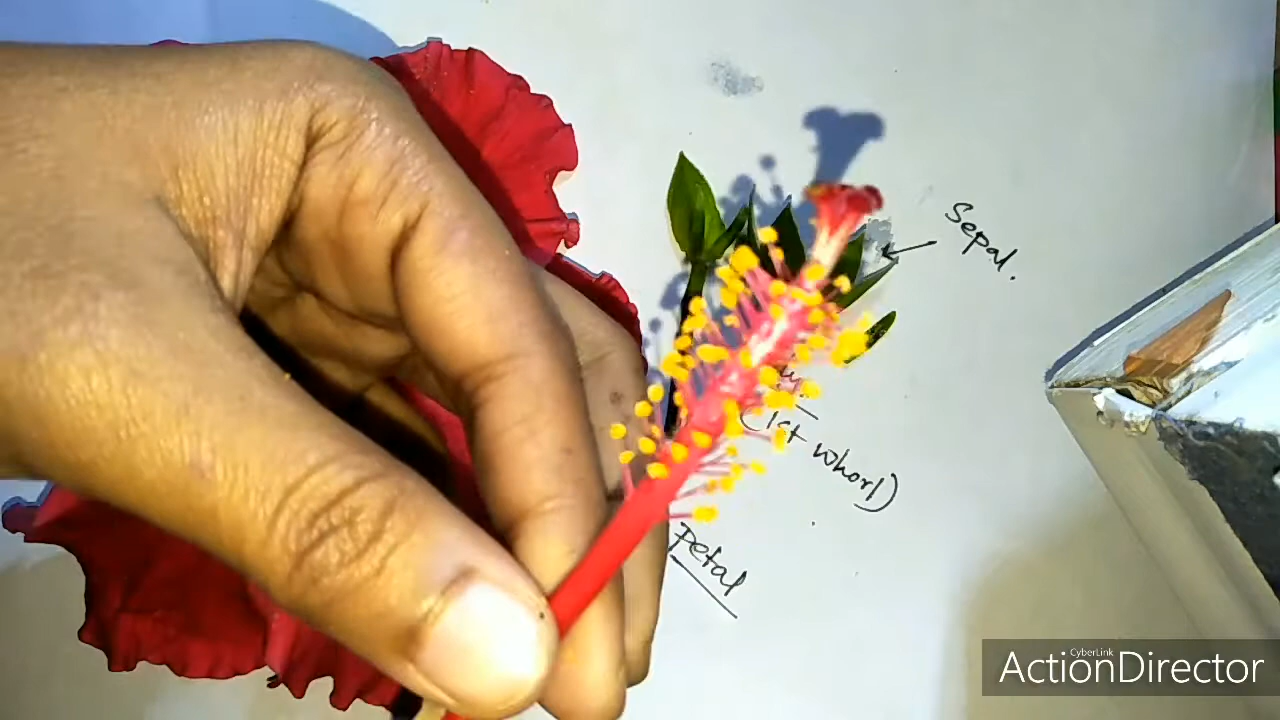 Sepal.
(1st whorl)
Petal
CyberLink
ActionDirector